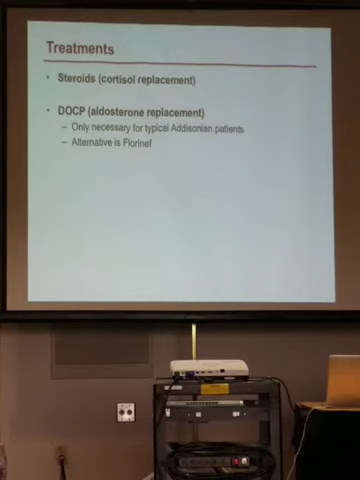 Treatments
• Steroids (cortisol replacement)
• DOCP (aldosterone replacement)
– Only necessary for typical Addisonian patients
– Alternative is Florinef